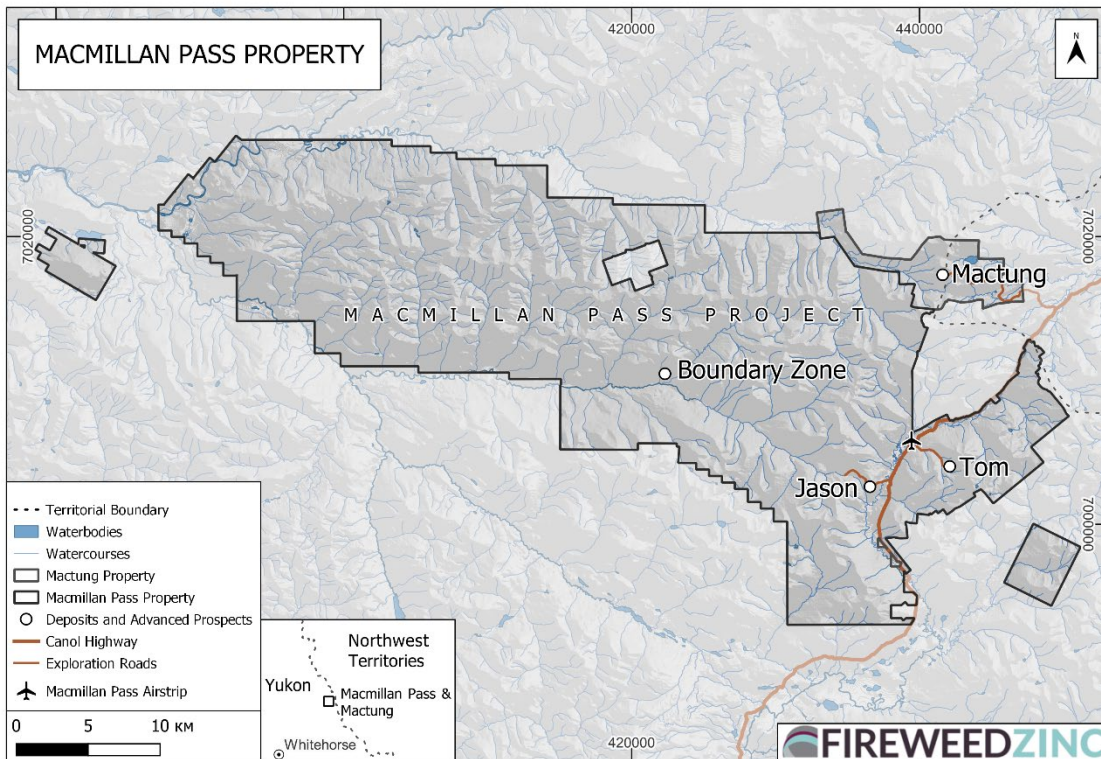 420000
440000
MACMILLAN PASS PROPERTY
N
7020000
7020000
Mactung
MACMILLAN PASS PROJECT
Boundary Zone
Tom
Jason
7000000
Territorial Boundary
Waterbodies
Watercourses
Mactung Property
Macmillan Pass Property
Deposits and Advanced Prospects
Canol Highway
Exploration Roads
Macmillan Pass Airstrip
0 5 10 KM
Northwest
Territories
Yukon
Macmillan Pass &
Mactung
Whitehorse
420000
FIREWEEDZINC